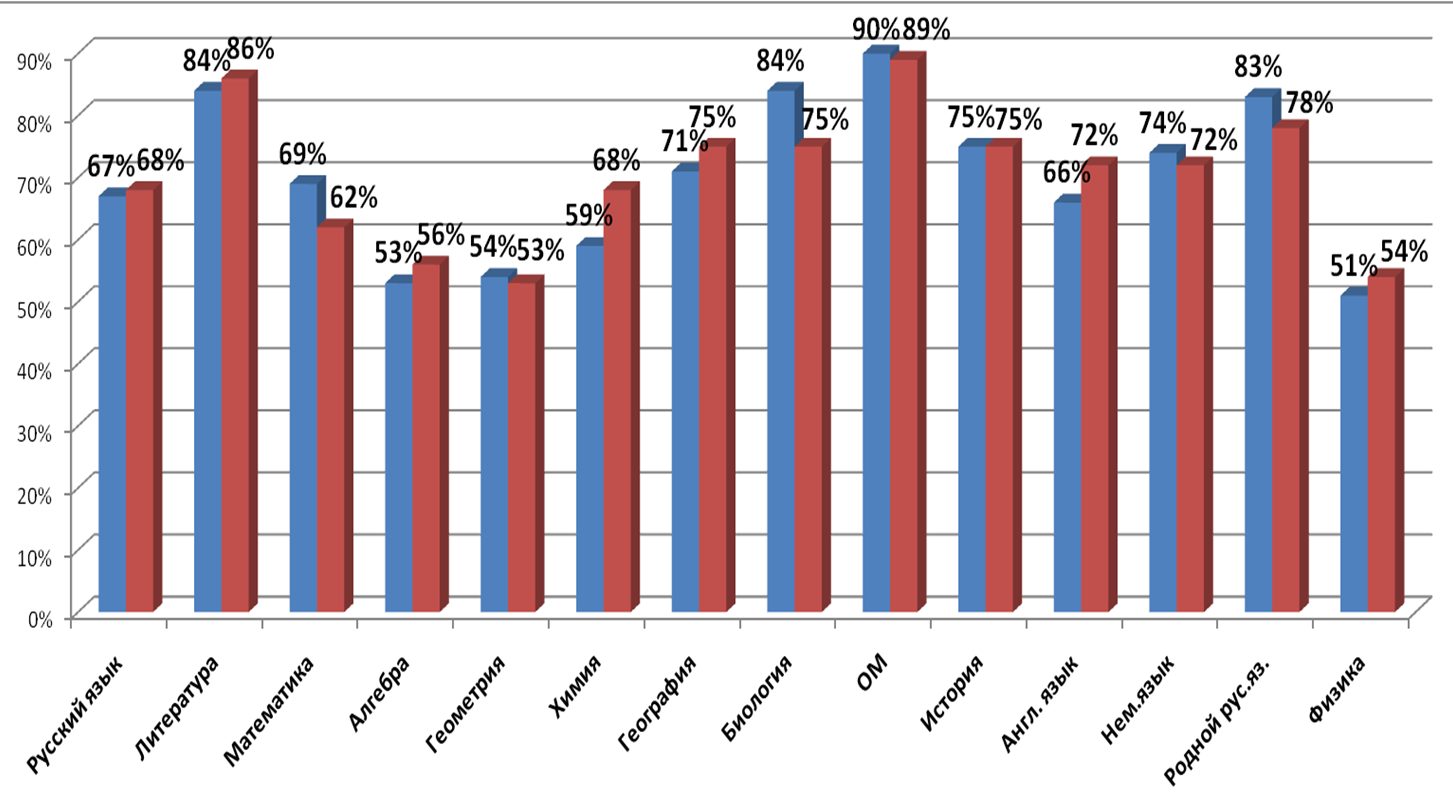 90%
80%
70%
60%
50%
40%
30%
20%
10%
0%
67% 68%
84% 86%
69% 62%
53% 56%
54% 53%
59% 68%
71% 75%
84% 75%
90% 89%
75% 75%
66% 72%
74% 72%
83% 78%
51% 54%
Русский язык
Литература
Математика
Алгебра
Геометрия
Химия
География
Биология
ОМ
История
Англ. язык
Нем.язык
Родной рус.яз.
Физика